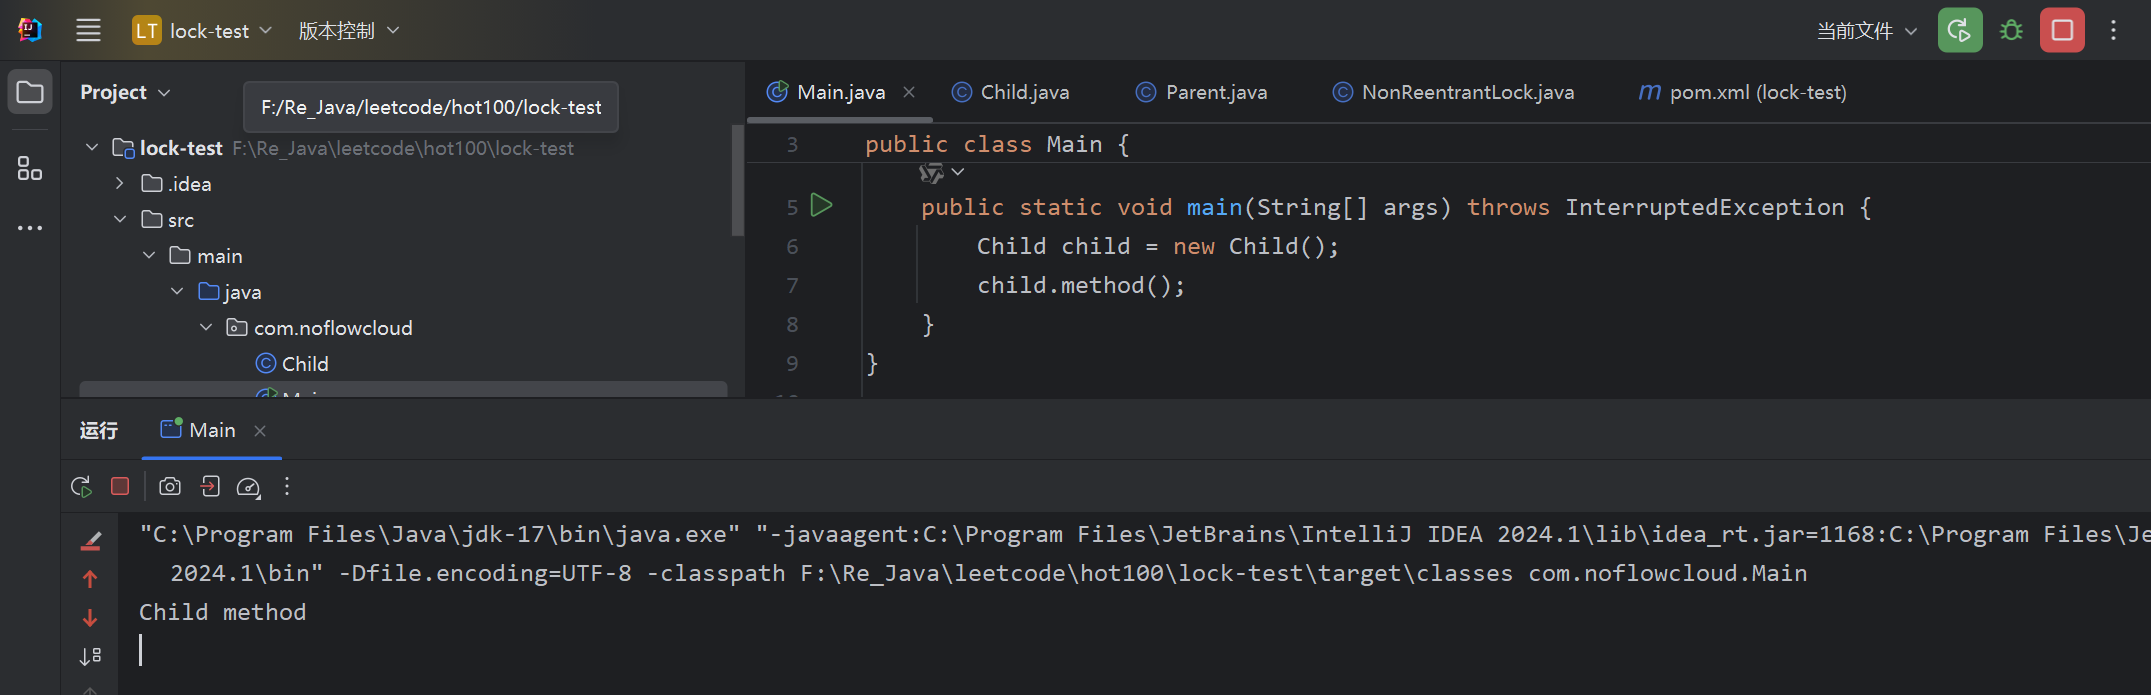 LT lock-test 版本控制 当前文件
Project
F:/Re_Java/leetcode/hot100/lock-test
lock-test F:\Re_Java\leetcode\hot100\lock-test
.idea
src
main
java
com.noflowcloud
Child
Main.java Child.java Parent.java NonReentrantLock.java m pom.xml (lock-test)
3 public class Main {
5 public static void main(String[] args) throws InterruptedException {
6 Child child = new Child();
7 child.method();
8 }
9 }
运行 Main
"C:\Program Files\Java\jdk-17\bin\java.exe" "-javaagent:C:\Program Files\JetBrains\IntelliJ IDEA 2024.1\lib\idea_rt.jar=1168:C:\Program Files\Je
2024.1\bin" -Dfile.encoding=UTF-8 -classpath F:\Re_Java\leetcode\hot100\lock-test\target\classes com.noflowcloud.Main
Child method